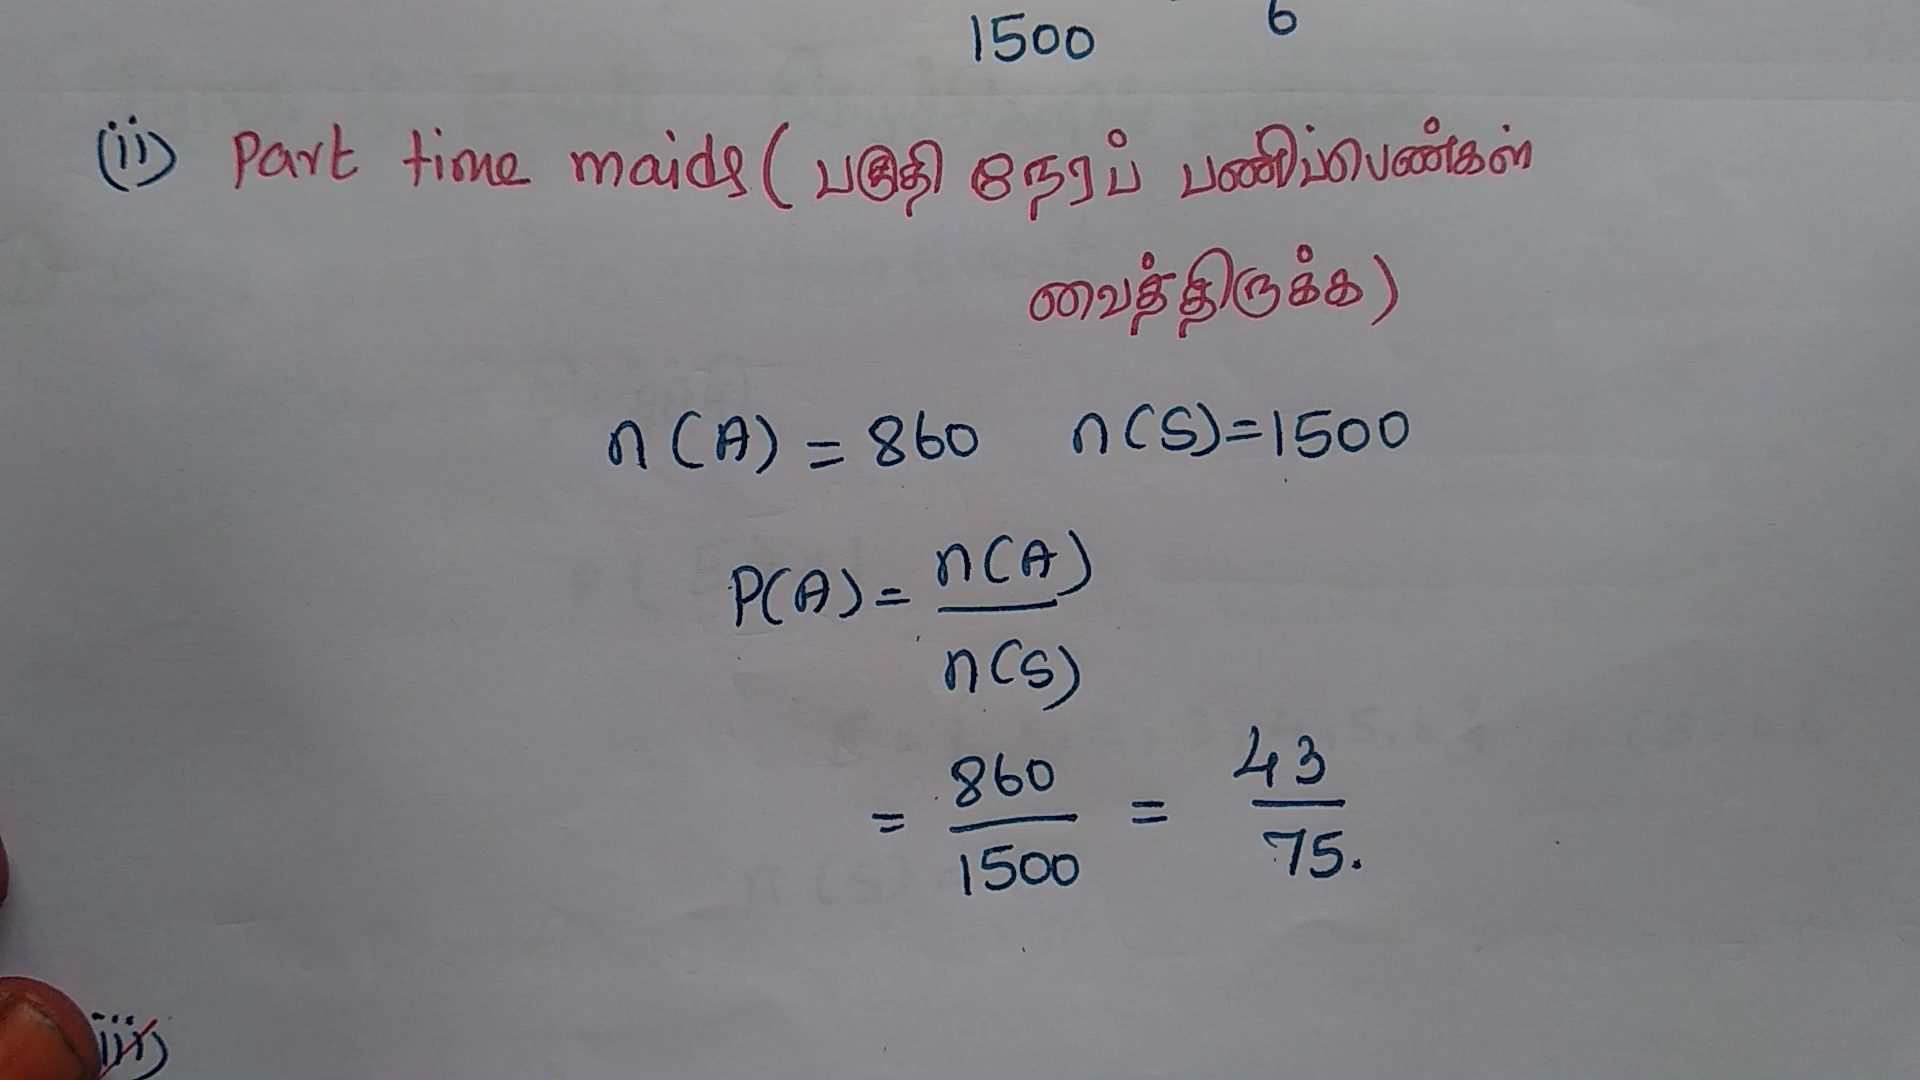 1500 6
(ii) Part time maids ( பகுதி நேரப் பணிப்பெண்கள்
வைத்திருக்க )
n(A) = 860 n(S)=1500
P(A) = n(A)
n(S)
= 860 = 43
1500 75.
iii)